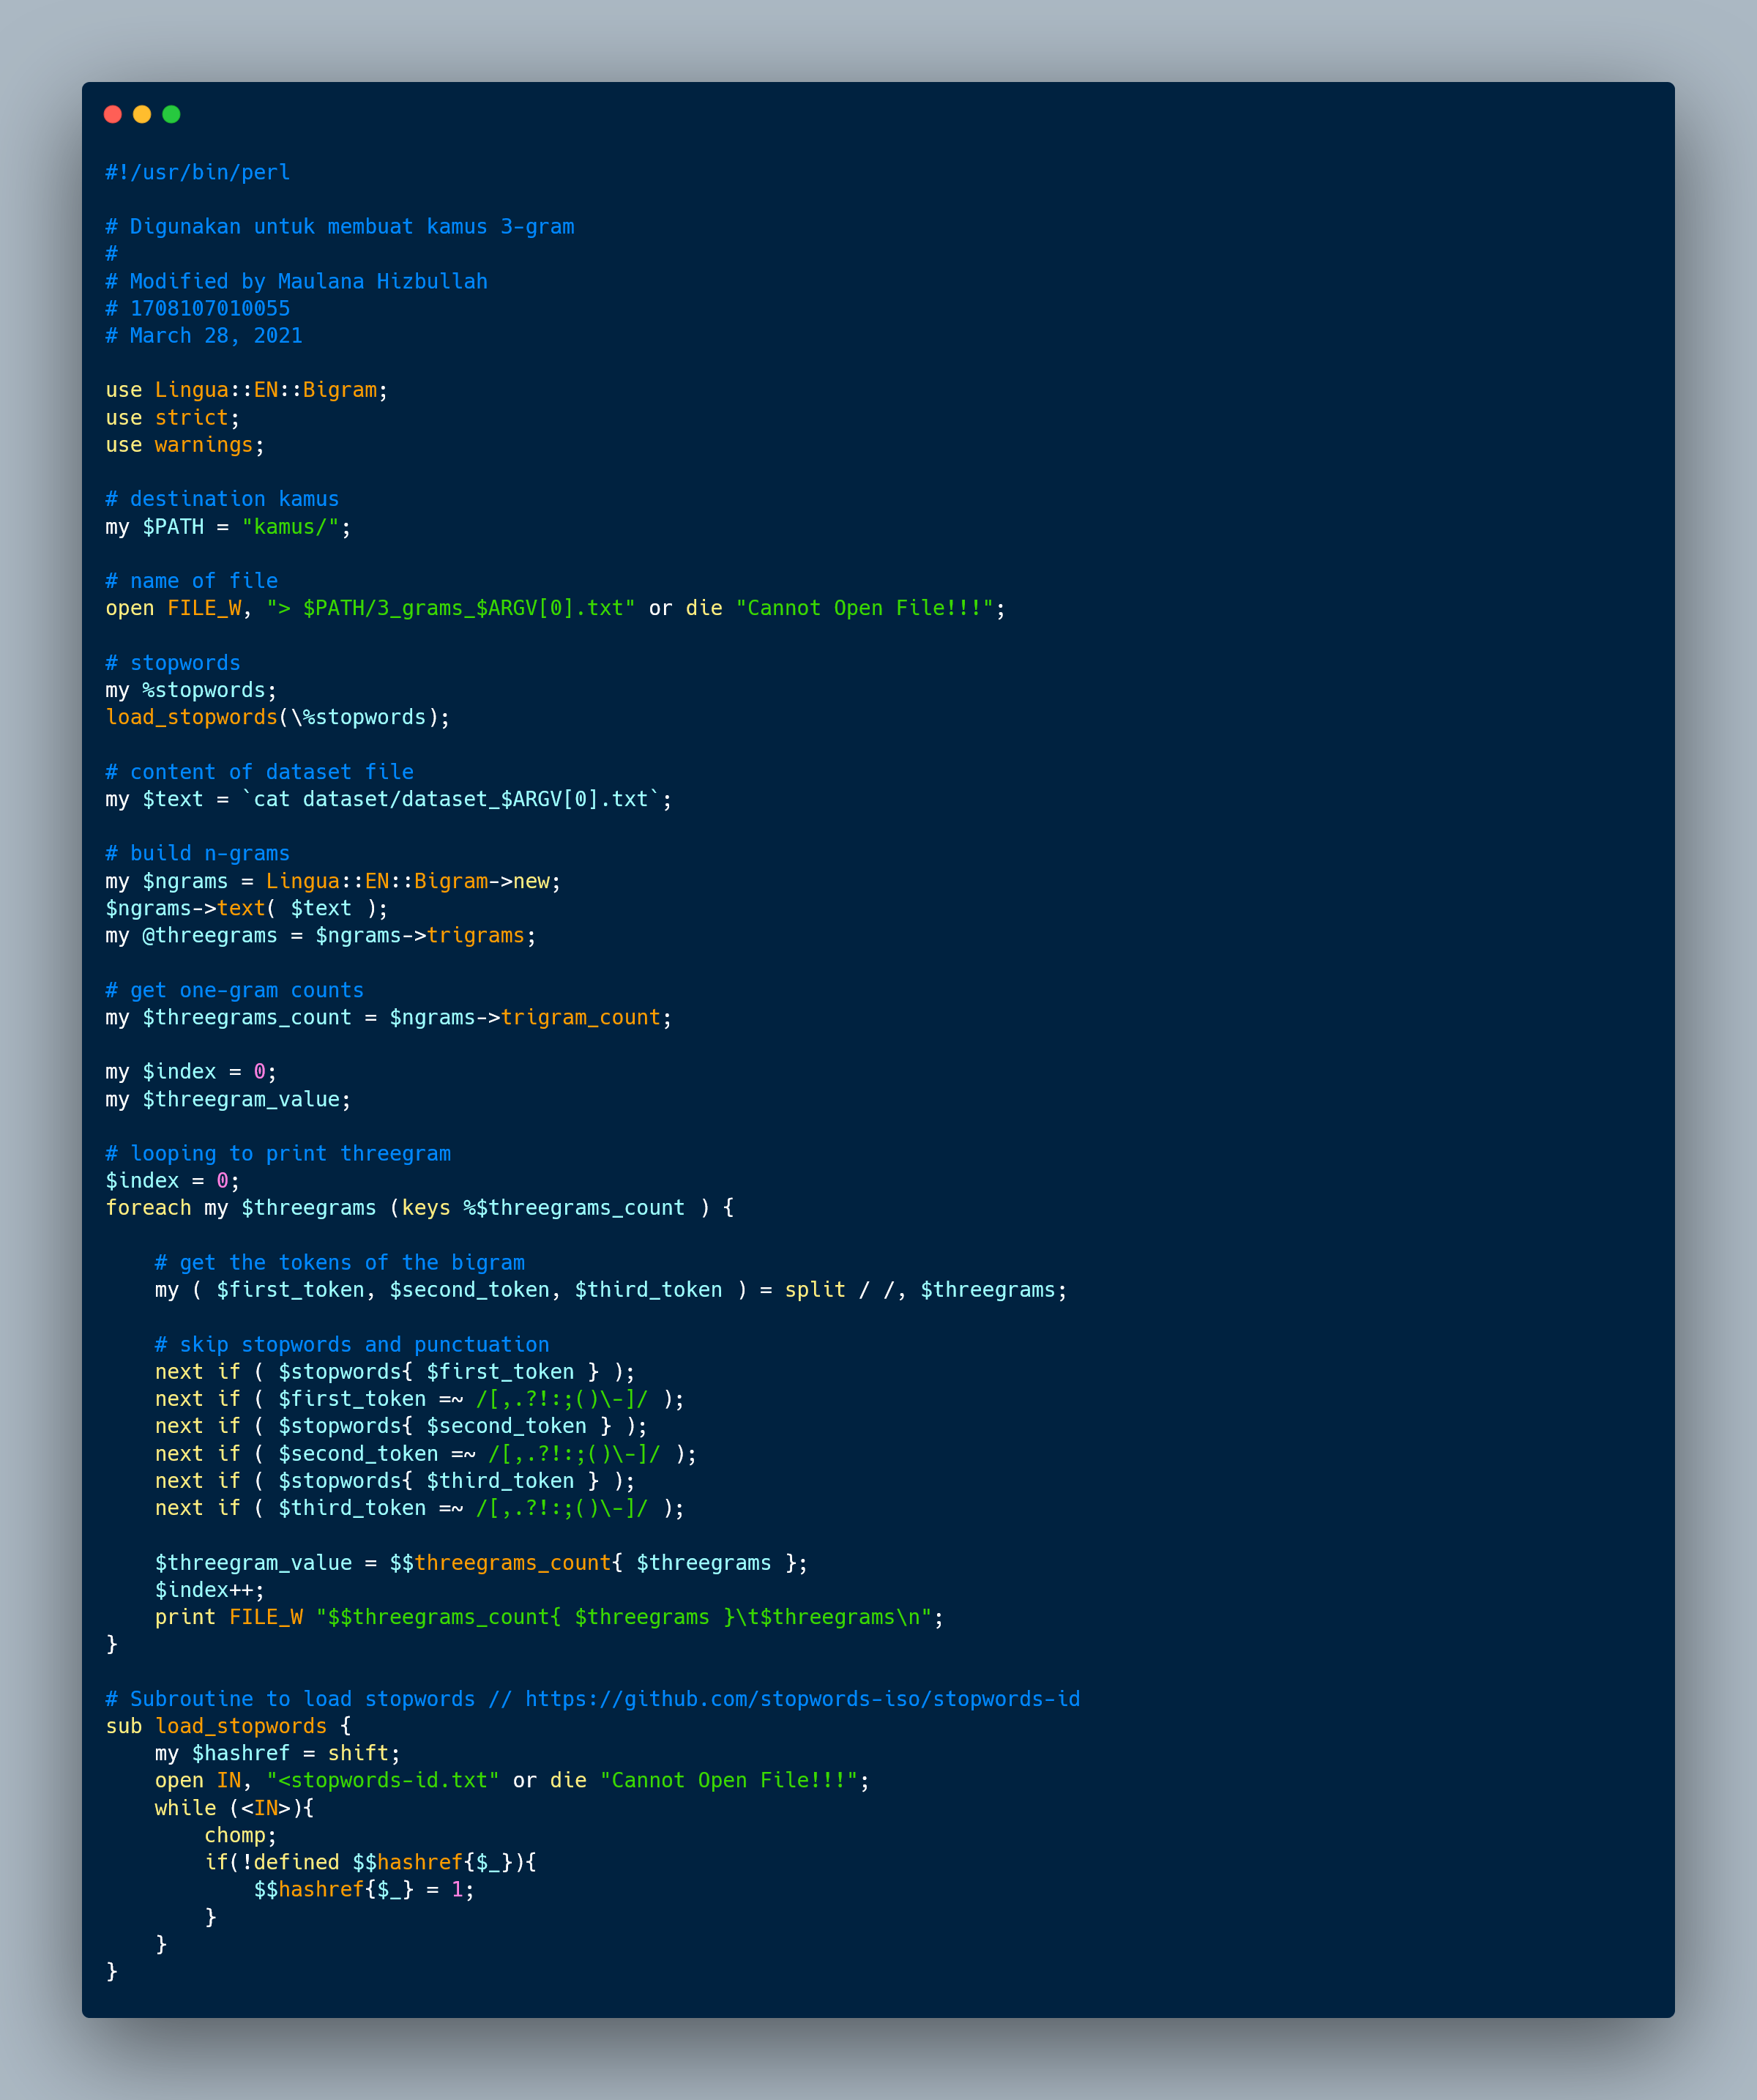 #!/usr/bin/perl

# Digunakan untuk membuat kamus 3-gram
#
# Modified by Maulana Hizbullah
# 1708107010055
# March 28, 2021

use Lingua::EN::Bigram;
use strict;
use warnings;

# destination kamus
my $PATH = "kamus/";

# name of file
open FILE_W, "> $PATH/3_grams_$ARGV[0].txt" or die "Cannot Open File!!!";

# stopwords
my %stopwords;
load_stopwords(\%stopwords);

# content of dataset file
my $text = `cat dataset/dataset_$ARGV[0].txt`;

# build n-grams
my $ngrams = Lingua::EN::Bigram->new;
$ngrams->text( $text );
my @threegrams = $ngrams->trigrams;

# get one-gram counts
my $threegrams_count = $ngrams->trigram_count;

my $index = 0;
my $threegram_value;

# looping to print threegram
$index = 0;
foreach my $threegrams (keys %$threegrams_count ) {

    # get the tokens of the bigram
    my ( $first_token, $second_token, $third_token ) = split / /, $threegrams;

    # skip stopwords and punctuation
    next if ( $stopwords{ $first_token } );
    next if ( $first_token =~ /[,.?!:;()\-]/ );
    next if ( $stopwords{ $second_token } );
    next if ( $second_token =~ /[,.?!:;()\-]/ );
    next if ( $stopwords{ $third_token } );
    next if ( $third_token =~ /[,.?!:;()\-]/ );

    $threegram_value = $$threegrams_count{ $threegrams };
    $index++;
    print FILE_W "$$threegrams_count{ $threegrams }\t$threegrams\n";
}

# Subroutine to load stopwords // https://github.com/stopwords-iso/stopwords-id
sub load_stopwords {
    my $hashref = shift;
    open IN, "<stopwords-id.txt" or die "Cannot Open File!!!";
    while (<IN>){
        chomp;
        if(!defined $$hashref{$_}){
            $$hashref{$_} = 1;
        }
    }
}